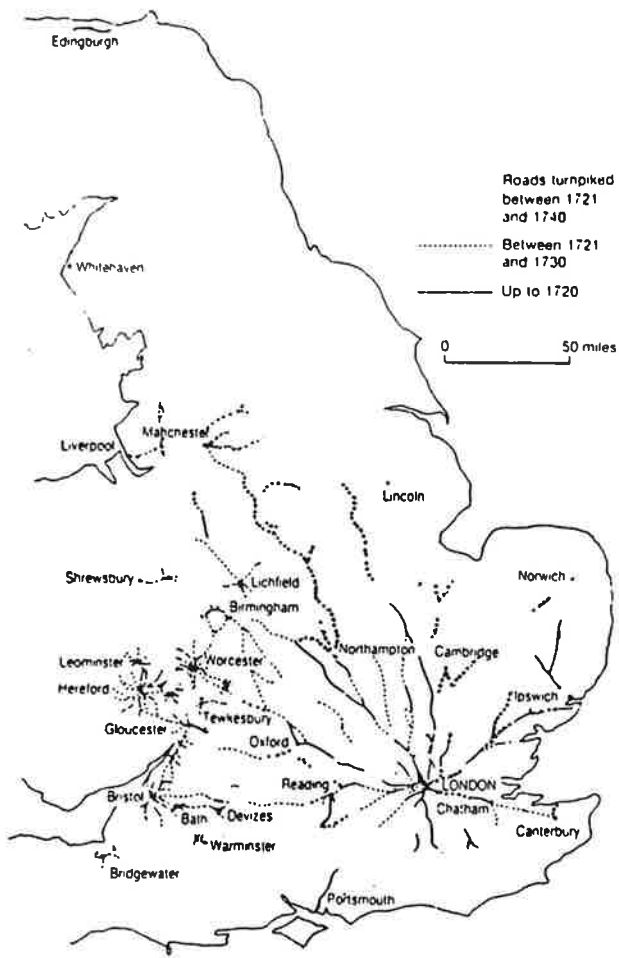 Edingburgh
Roads turnpiked
between 1721
and 1740
Between 1721
and 1730
Up to 1720
0 50 miles
Whitehaven
Manchester
Liverpool
Lincoln
Shrewsbury
Lichfield
Norwich
Birmingham
Northampton
Cambridge
Leominster
Worcester
Hereford
Ipswich
Tewkesbury
Gloucester
Oxford
Reading
LONDON
Bristol
Chatham
Bath
Devizes
Canterbury
Warminster
Bridgewater
Portsmouth